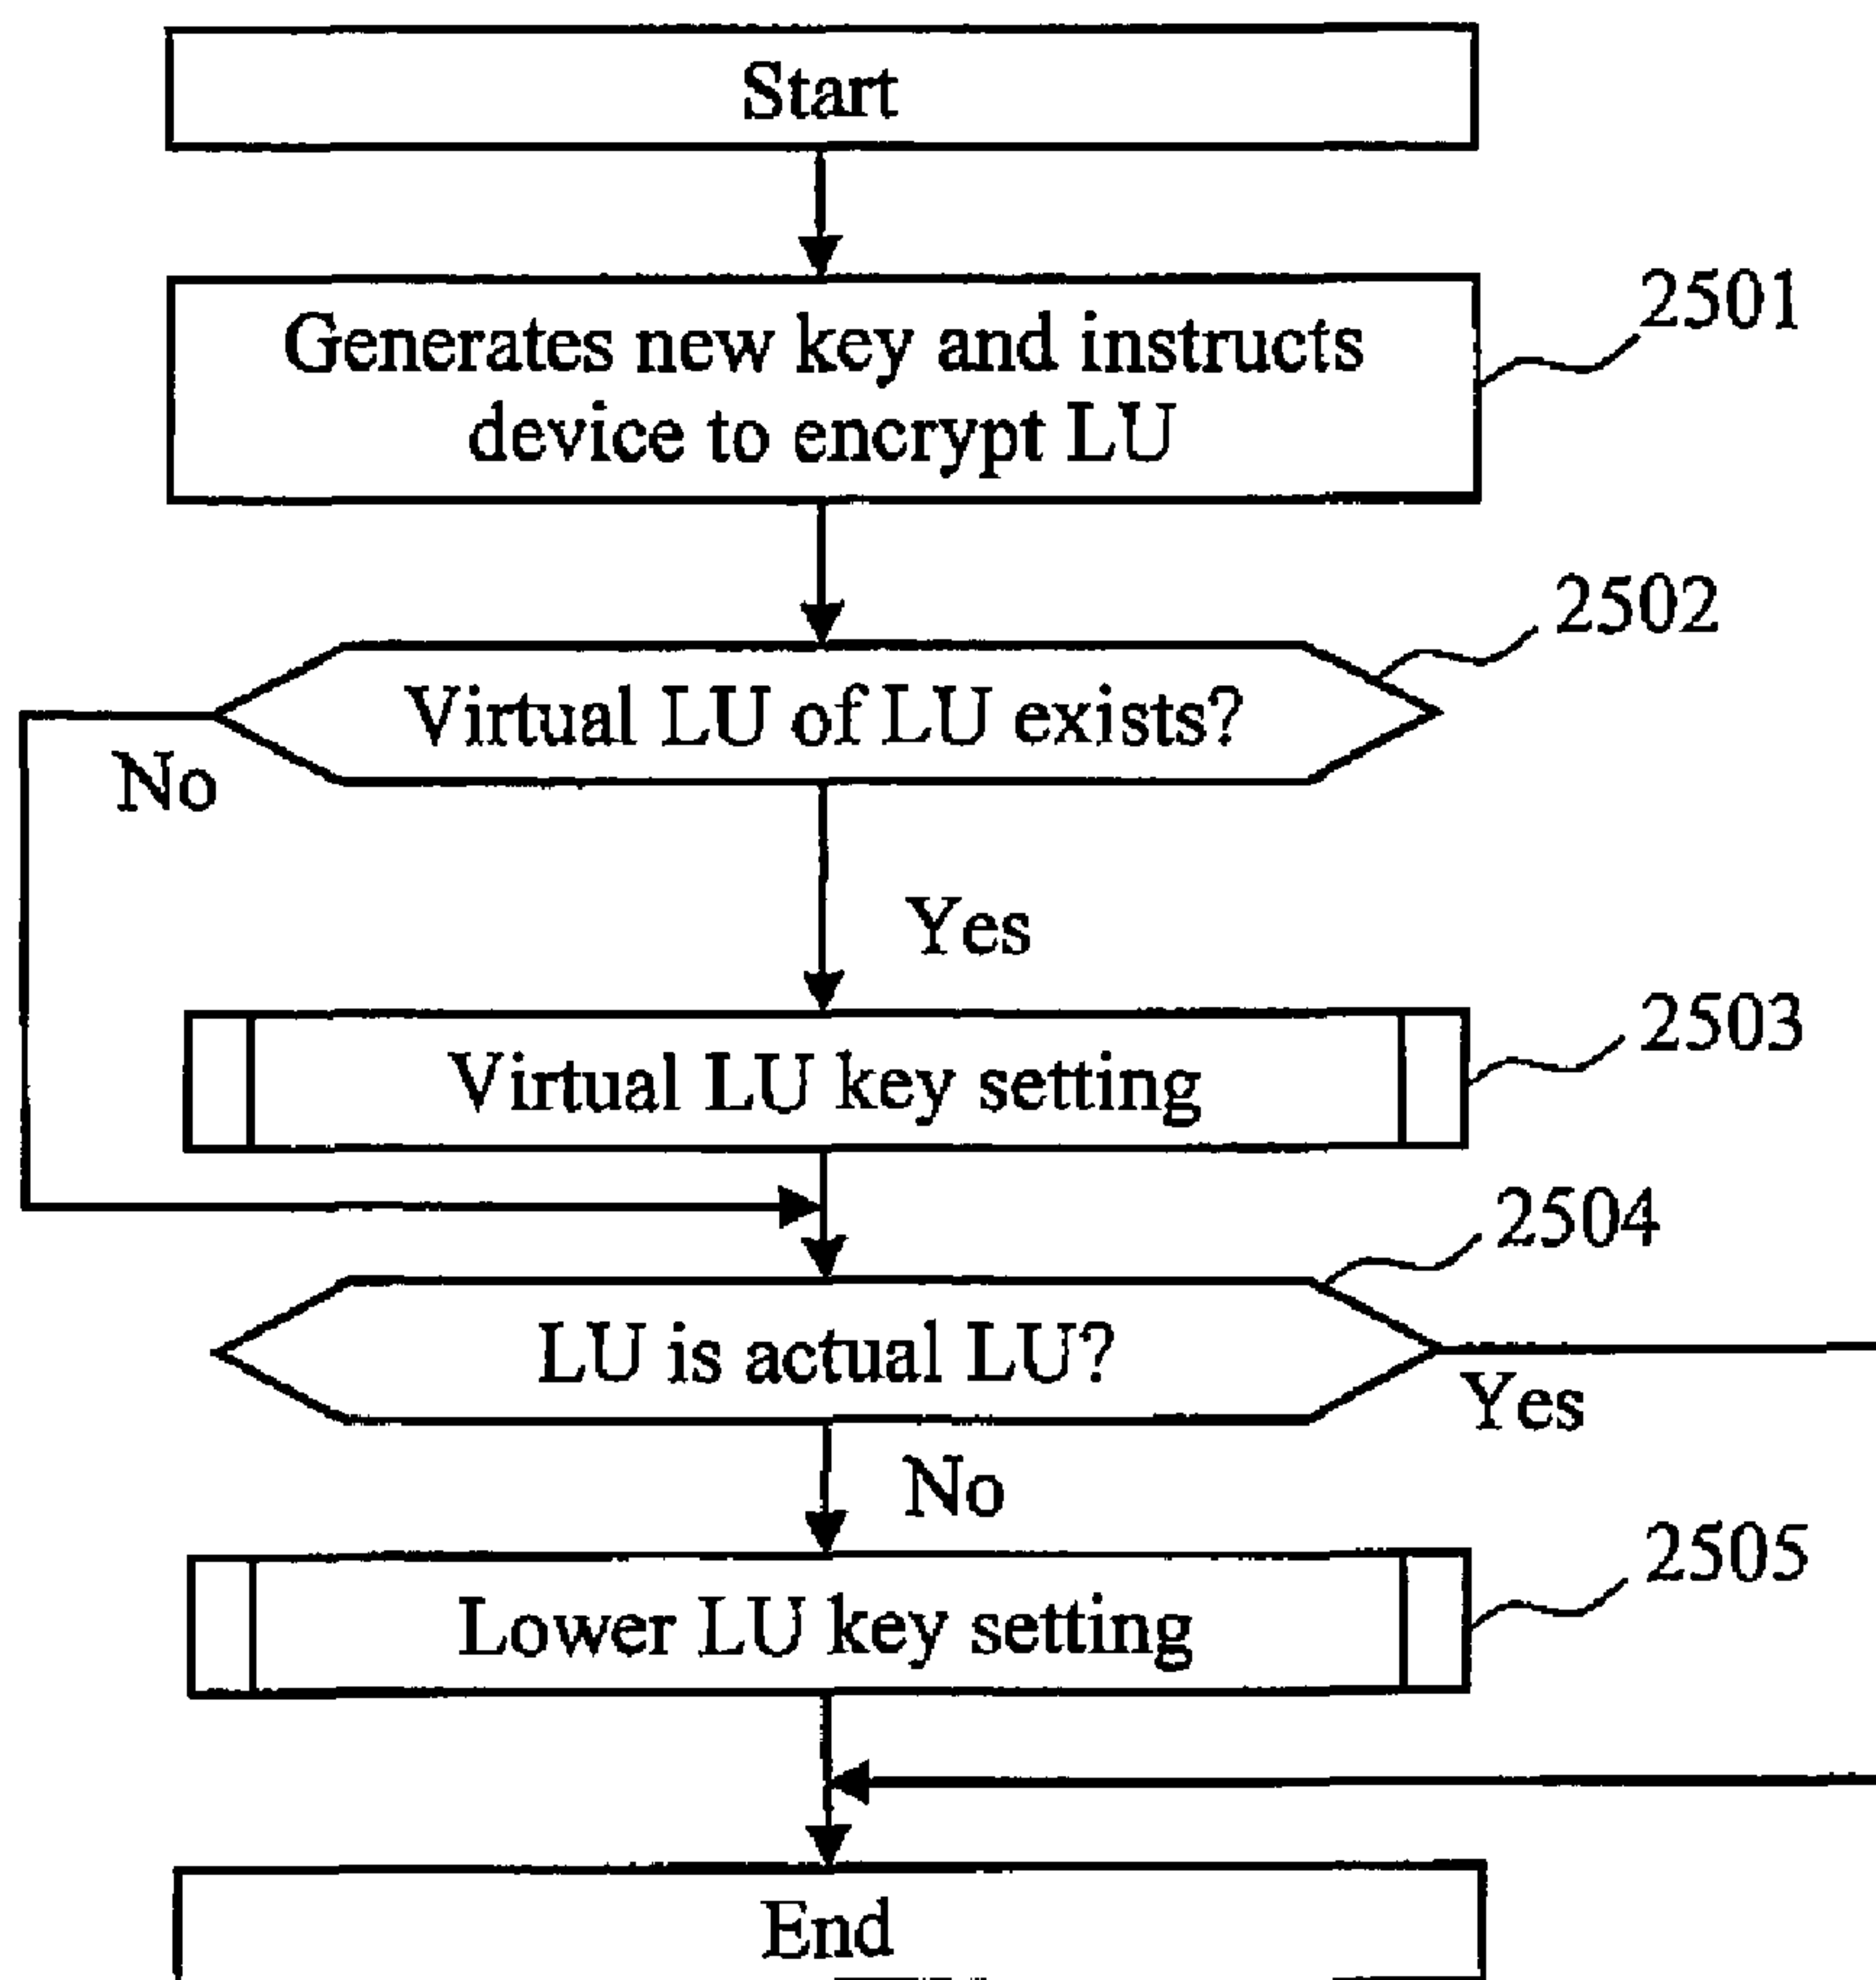 Start
2501
Generates new key and instructs
device to encrypt LU
2502
Virtual LU of LU exists?
No
Yes
2503
Virtual LU key setting
2504
LU is actual LU?
Yes
No
2505
Lower LU key setting
End